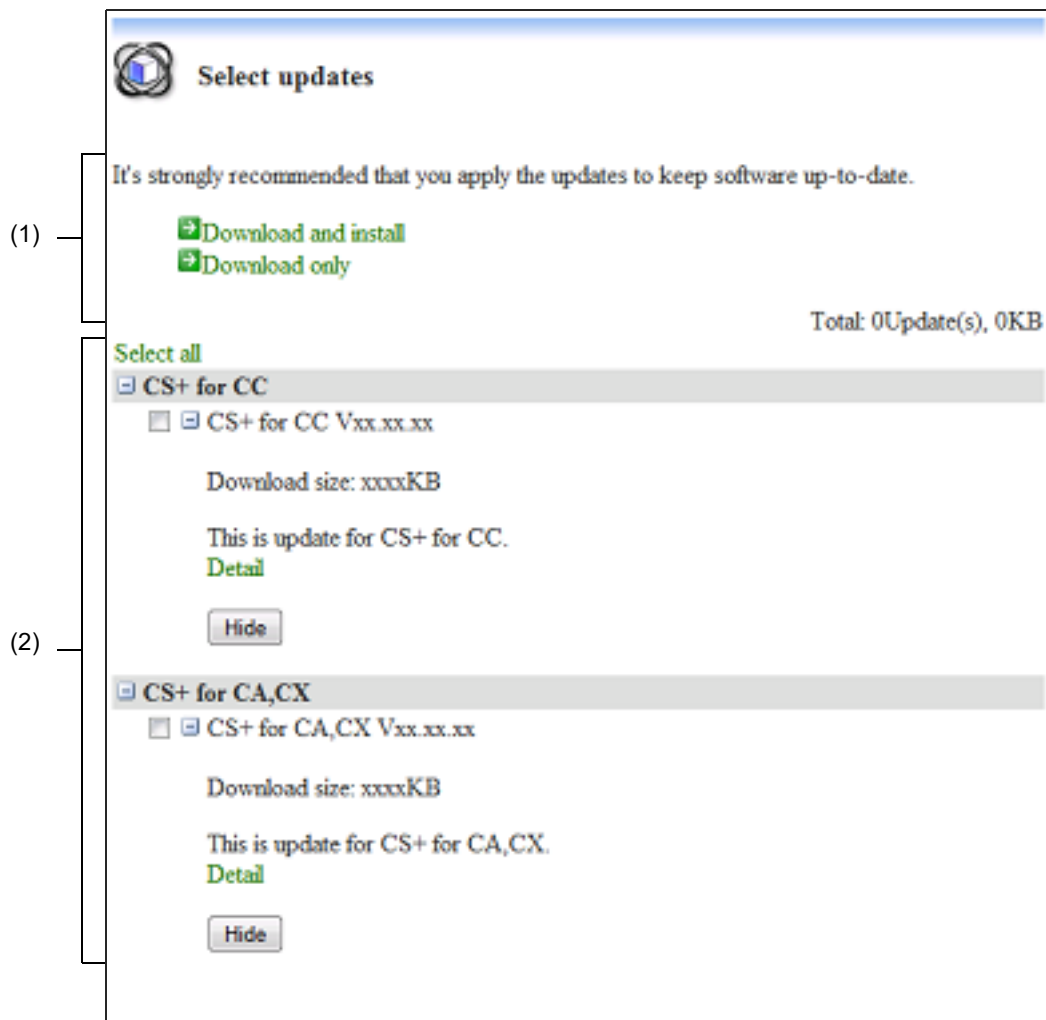 Select updates
(1)
It's strongly recommended that you apply the updates to keep software up-to-date.
Download and install
Download only
Total: 0Update(s), 0KB
(2)
Select all
CS+ for CC
CS+ for CC Vxx.xx.xx
Download size: xxxxKB
This is update for CS+ for CC.
Detail
Hide
CS+ for CA,CX
CS+ for CA,CX Vxx.xx.xx
Download size: xxxxKB
This is update for CS+ for CA,CX.
Detail
Hide